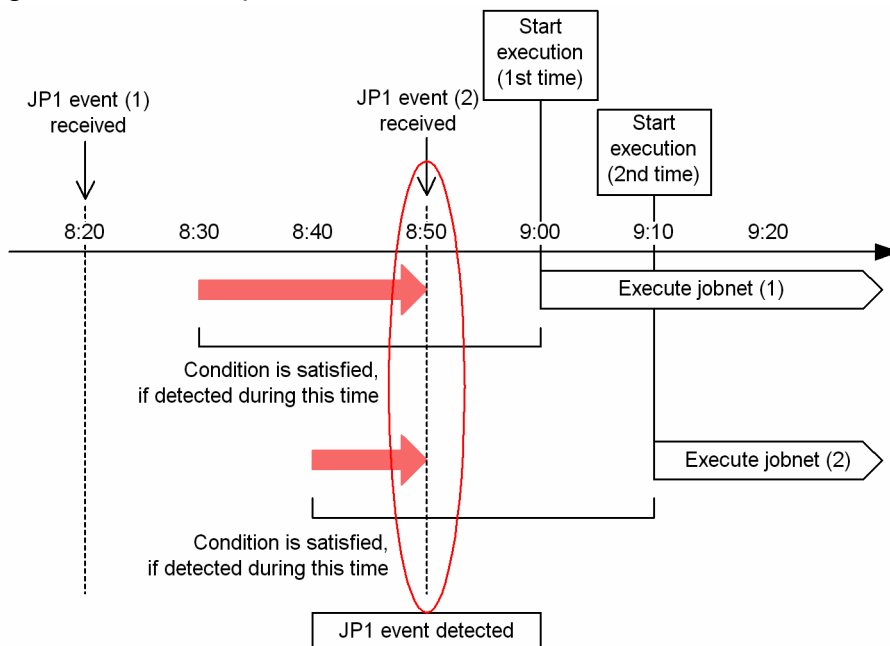 Start
execution
(1st time)
JP1 event (1)
received
JP1 event (2)
received
Start
execution
(2nd time)
8:20
8:30
8:40
8:50
9:00
9:10
9:20
Execute jobnet (1)
Condition is satisfied,
if detected during this time
Execute jobnet (2)
Condition is satisfied,
if detected during this time
JP1 event detected